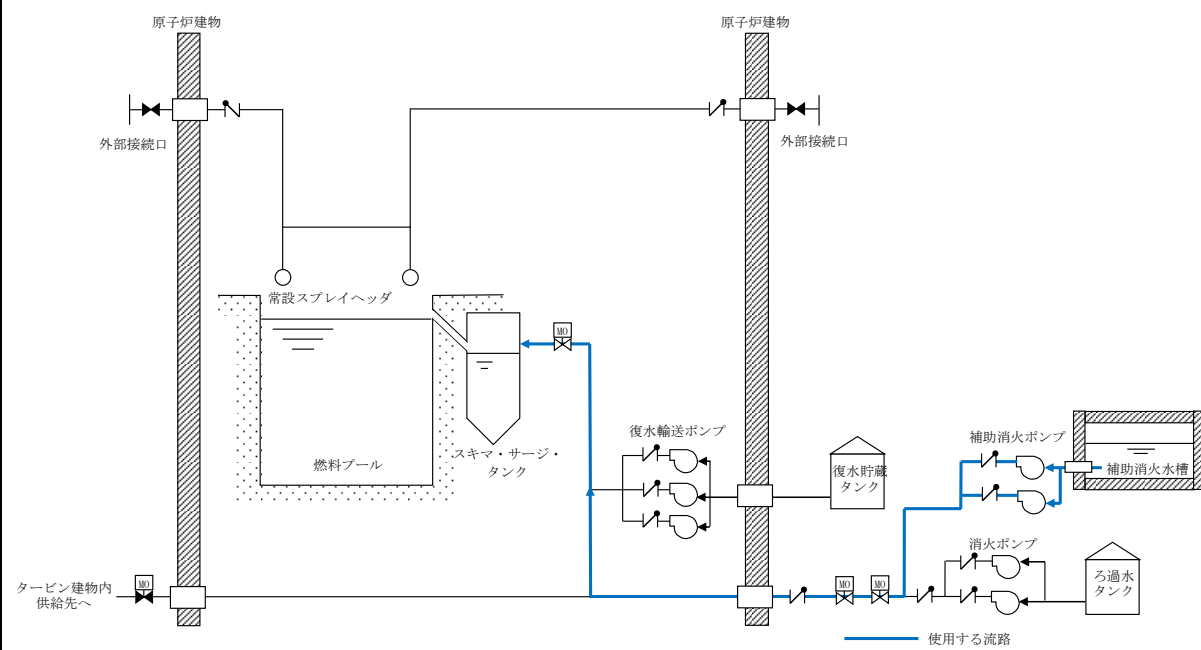 原子炉建物
原子炉建物
外部接続口
外部接続口
常設スプレイヘッダ
MO
復水輸送ポンプ
補助消火ポンプ
スキマ・サージ・
タンク
燃料プール
復水貯蔵
タンク
補助消火水槽
消火ポンプ
ろ過水
タンク
タービン建物内
供給先へ
MO
MO
MO
使用する流路